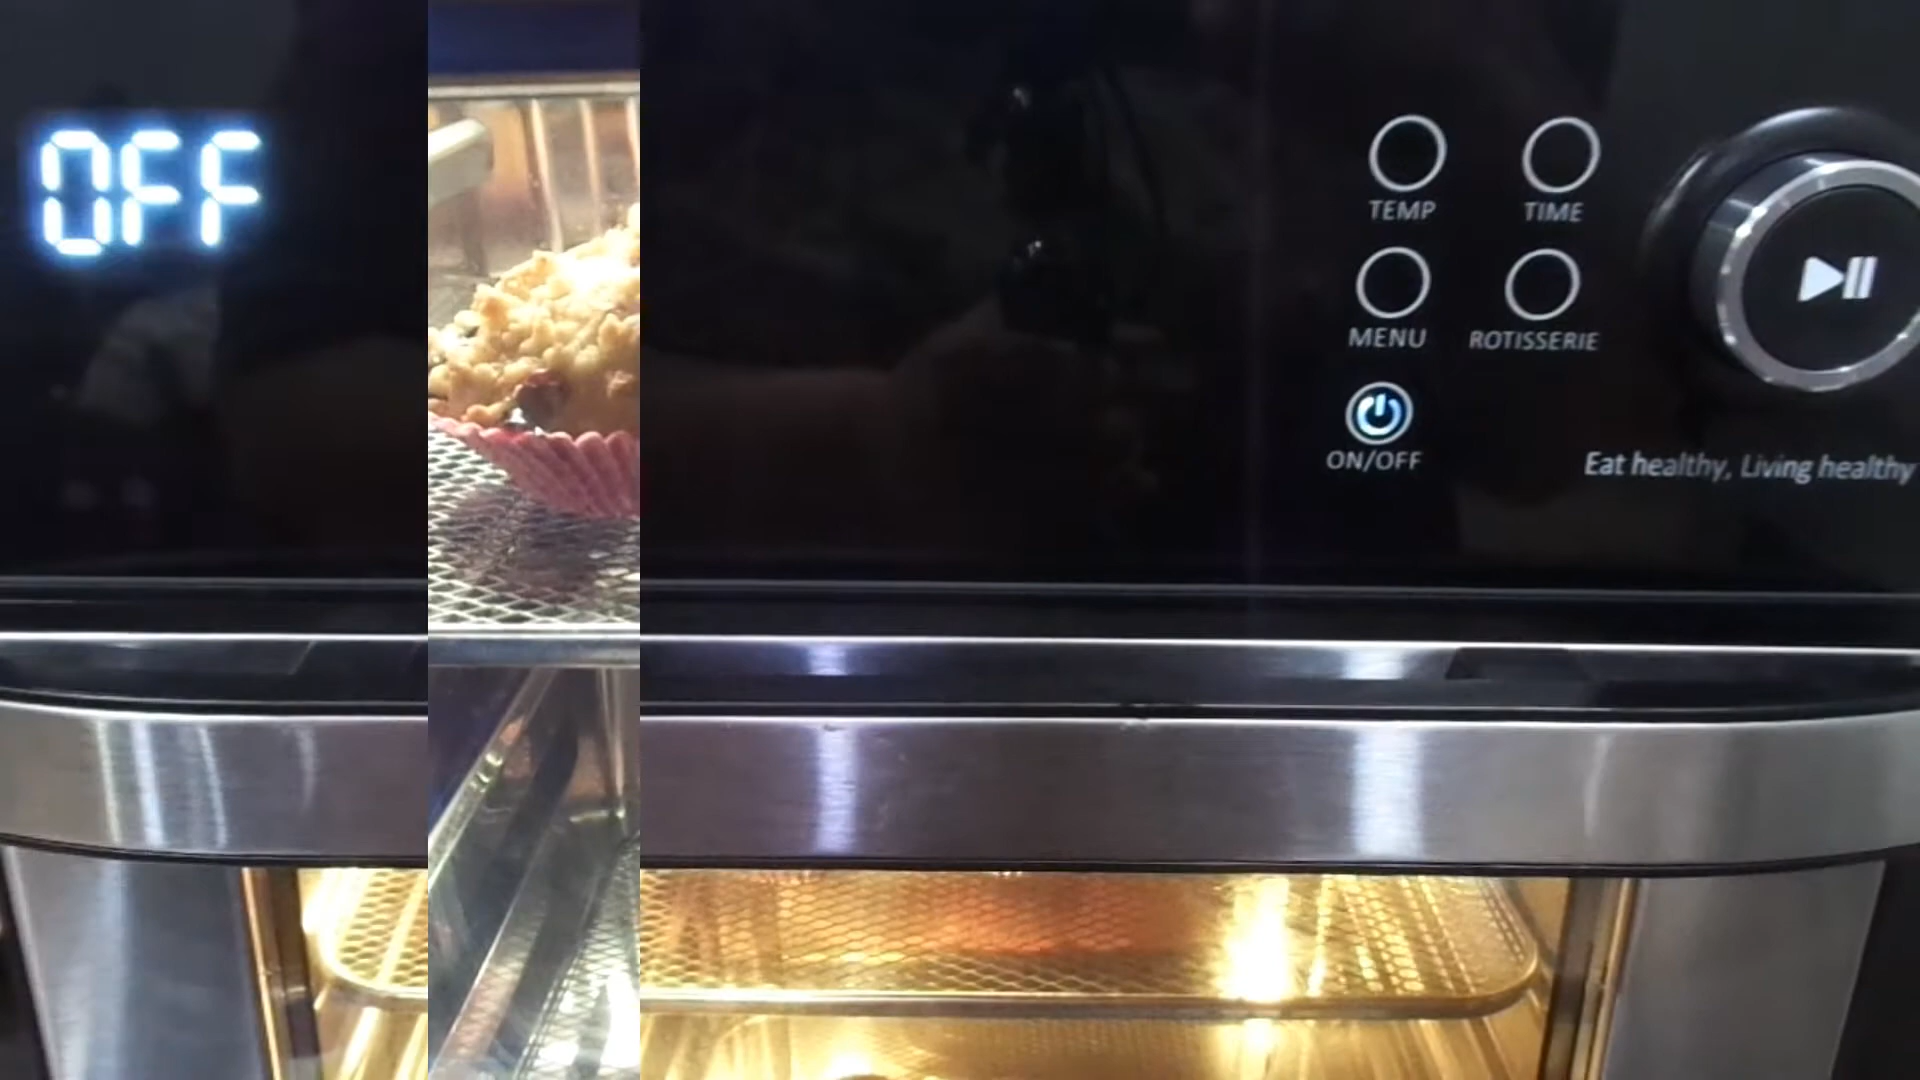 OFF
TEMP TIME
MENU ROTISSERIE
ON/OFF
Eat healthy, Living healthy